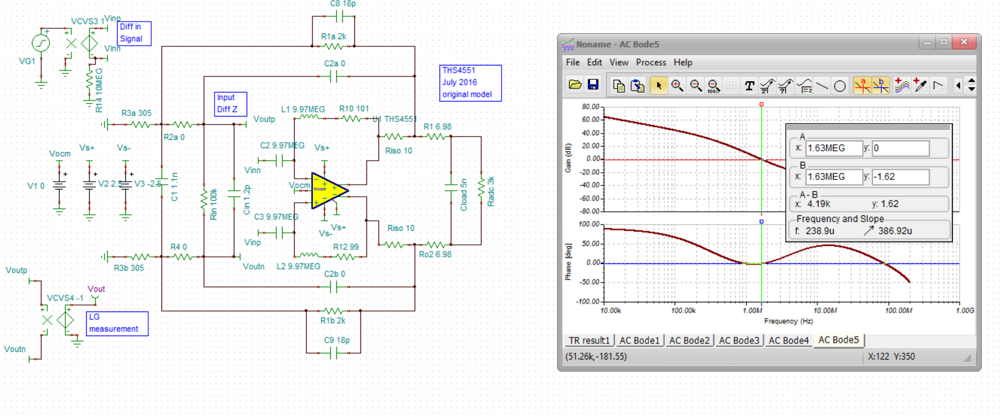 C8 18p
VCVS3 1
Vinp
Diff in
Signal
R1a 2k
VG1
Vinn
C2a 0
THS4551
July 2016
original model
R14 10MEG
Input
Diff Z
R3a 305
L1 9.97MEG
R10 101
Voutp
U1 THS4551
R1 6.98
R2a 0
C2 9.97MEG
Vs+
Riso 10
Vocm
Vs+
Vs-
Vinn
V1 0
V2 2.5
V3 -2.5
C1 1.1n
Rin 100k
Cin 1.2p
Vocm
Vocm
Cload 5n
Radc 3k
C3 9.97MEG
Vs-
Vs+
Riso 10
Vinp
R4 0
R12 99
R3b 305
L2 9.97MEG
Ro2 6.98
Voutn
Voutp
C2b 0
VCVS4 -1
Vout
LG
measurement
R1b 2k
C9 18p
Voutn
Noname - AC Bode5
File Edit View Process Help
100%
T
a
b
80.00
60.00
40.00
20.00
0.00
-20.00
-40.00
-60.00
-80.00
Gain (dB)
A
x: 1.63MEG y: 0
B
x: 1.63MEG y: -1.62
A - B
x: 4.19k y: 1.62
Frequency and Slope
f: 238.9u 386.92u
100.00
50.00
0.00
-50.00
-100.00
Phase [deg]
10.00k 100.00k 1.00M 10.00M 100.00M 1.00G
Frequency (Hz)
TR result1 AC Bode1 AC Bode2 AC Bode3 AC Bode4 AC Bode5
(51.26k,-181.55) X:122 Y:350